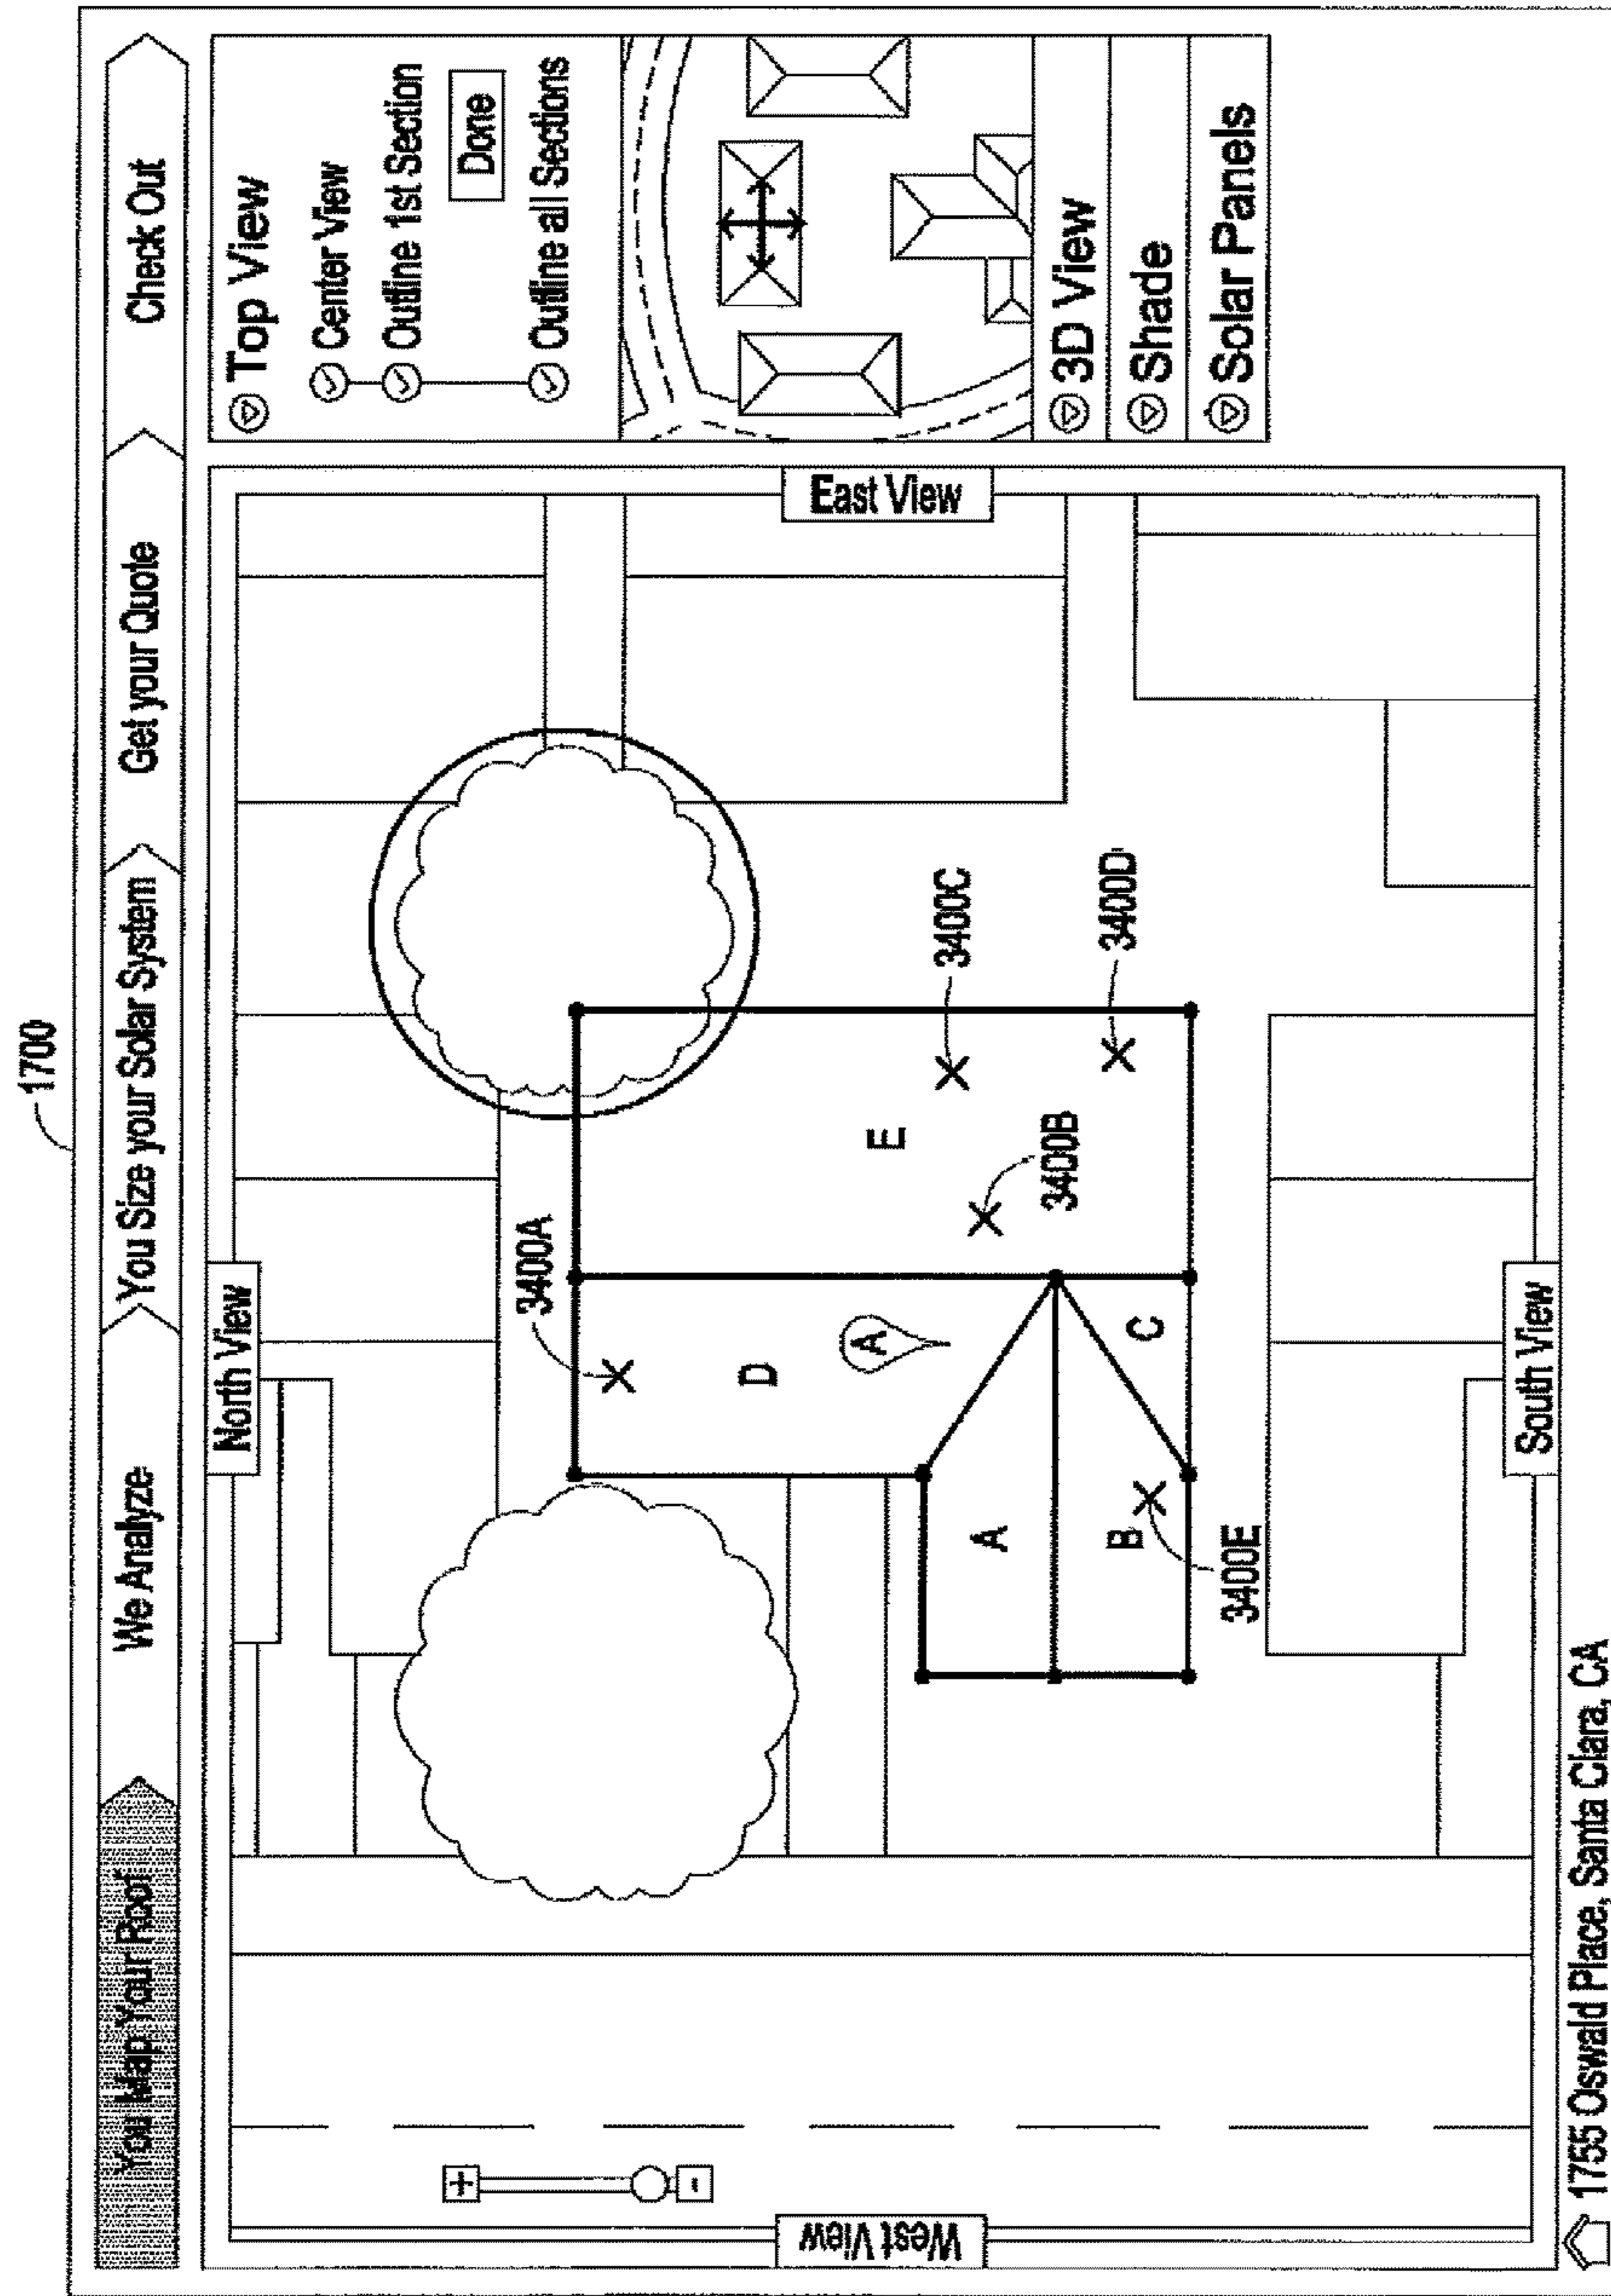 1700
You Map Your Roof
We Analyze
You Size your Solar System
Get your Quote
Check Out
North View
West View
East View
South View
3400A
D
A
E
3400B
3400C
3400D
A
B
C
3400E
+
-
Top View
Center View
Outline 1st Section
Done
Outline all Sections
3D View
Shade
Solar Panels
1755 Oswald Place, Santa Clara, CA